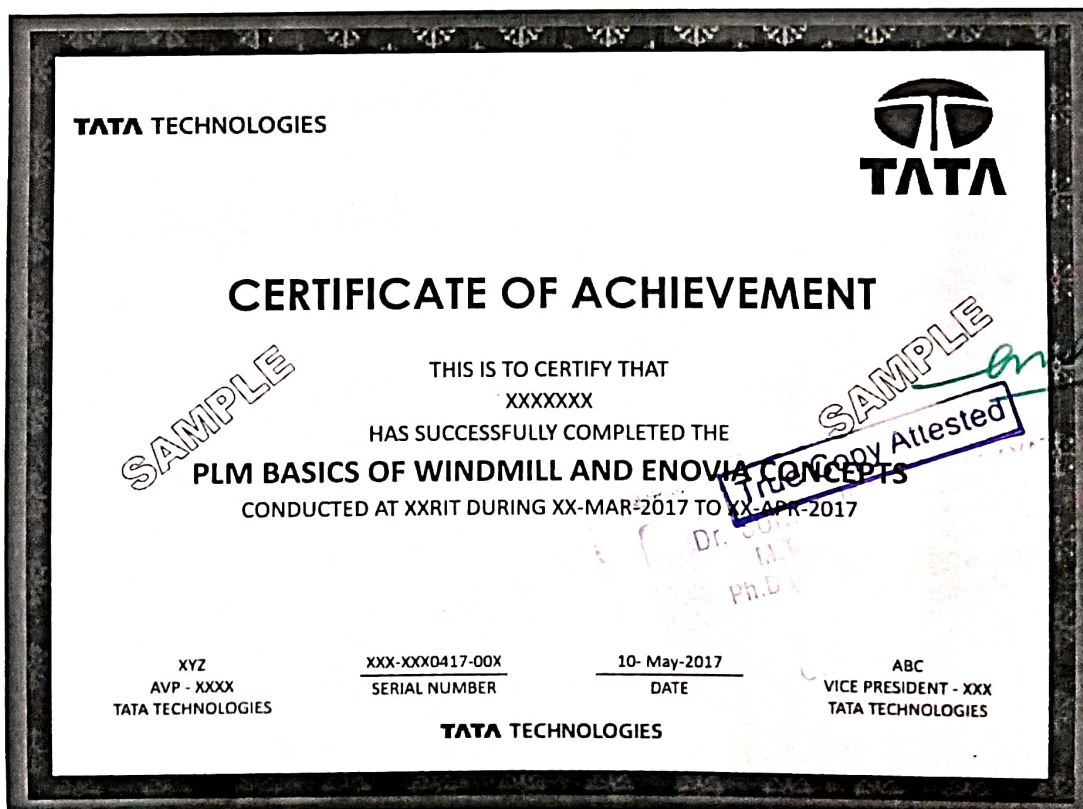 TATA TECHNOLOGIES
TATA
CERTIFICATE OF ACHIEVEMENT
SAMPLE
SAMPLE
THIS IS TO CERTIFY THAT
XXXXXXX
HAS SUCCESSFULLY COMPLETED THE
True Copy Attested
PLM BASICS OF WINDMILL AND ENOVIA CONCEPTS
CONDUCTED AT XXRIT DURING XX-MAR-2017 TO XX-APR-2017
Dr.
Ph.D
XYZ
AVP - XXXX
TATA TECHNOLOGIES
XXX-XXX0417-00X
SERIAL NUMBER
10- May-2017
DATE
ABC
VICE PRESIDENT - XXX
TATA TECHNOLOGIES
TATA TECHNOLOGIES